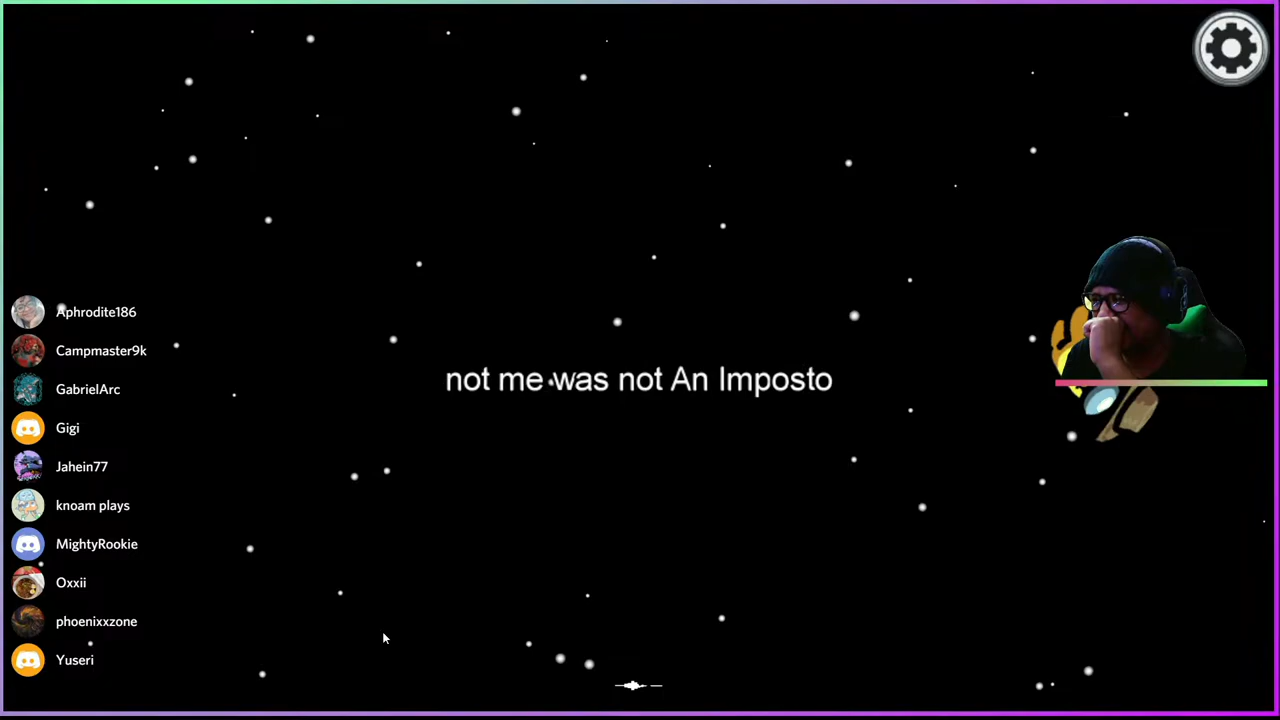 not me was not An Imposto
Aphrodite186
Campmaster9k
GabrielArc
Gigi
Jahein77
knoam plays
MightyRookie
Oxxii
phoenixxzone
Yuseri